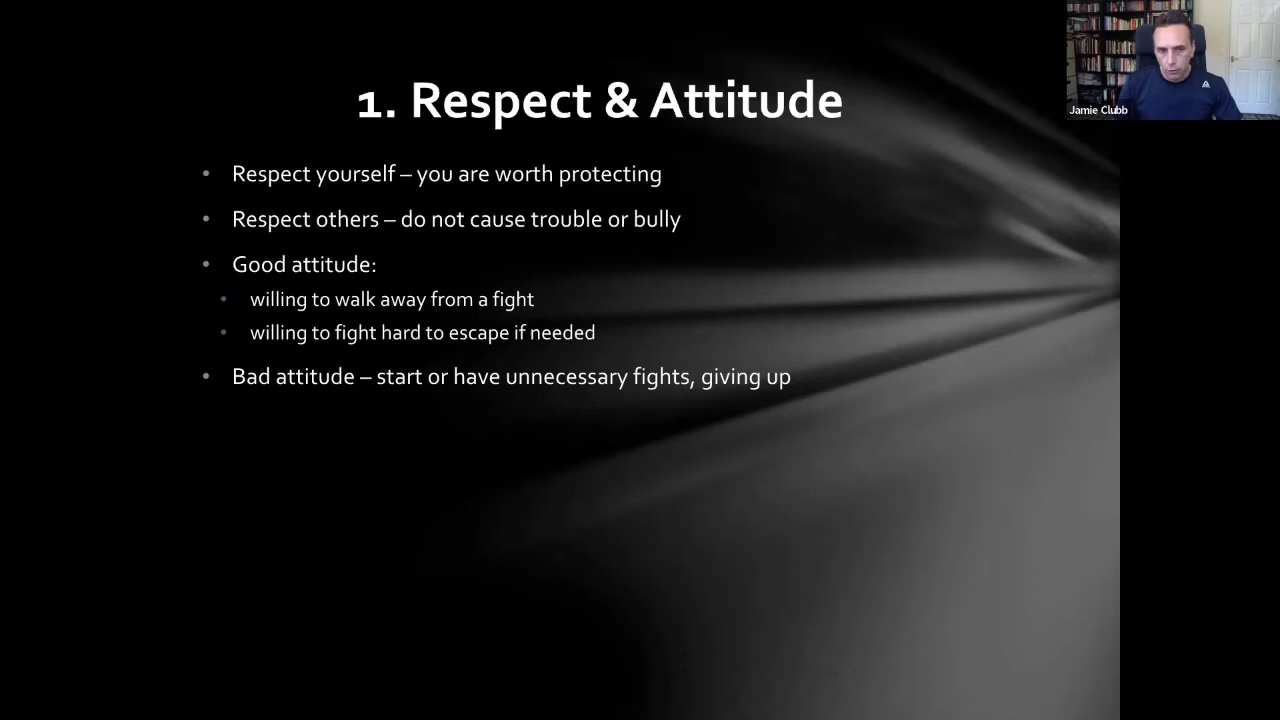 1. Respect & Attitude
Jamie Clubb
• Respect yourself – you are worth protecting
• Respect others – do not cause trouble or bully
• Good attitude:
• willing to walk away from a fight
• willing to fight hard to escape if needed
• Bad attitude – start or have unnecessary fights, giving up